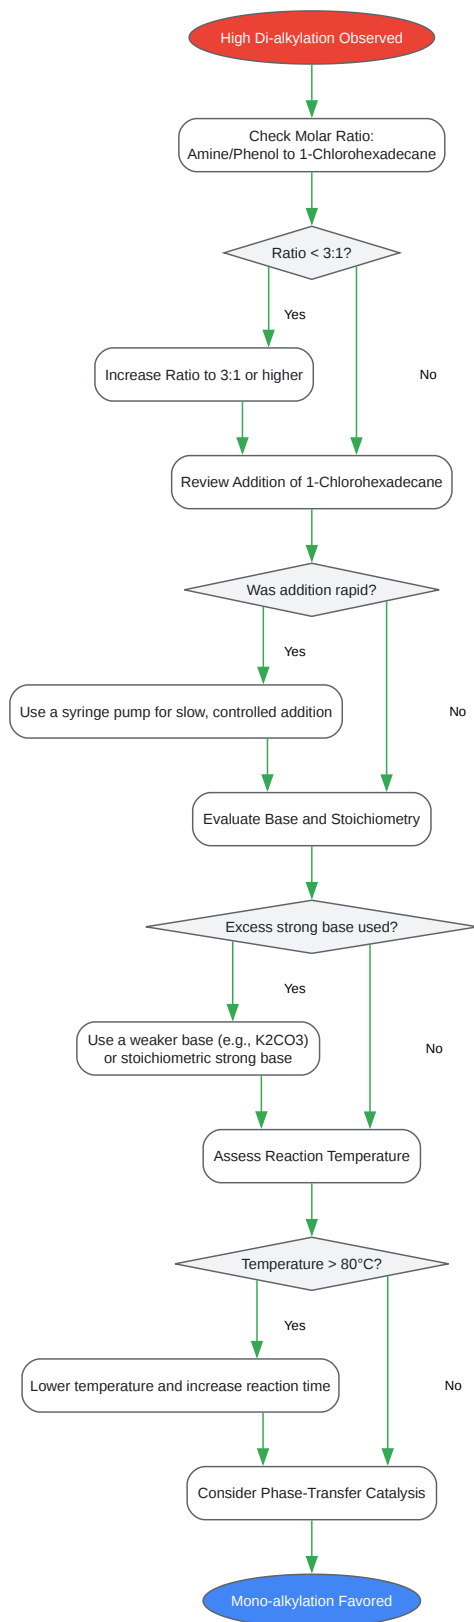 High Di-alkylation Observed
Check Molar Ratio:
Amine/Phenol to 1-Chlorohexadecane
Ratio < 3:1?
Yes
Increase Ratio to 3:1 or higher
No
Review Addition of 1-Chlorohexadecane
Was addition rapid?
Yes
Use a syringe pump for slow, controlled addition
No
Evaluate Base and Stoichiometry
Excess strong base used?
Yes
Use a weaker base (e.g., K2CO3)
or stoichiometric strong base
No
Assess Reaction Temperature
Temperature > 80°C?
Yes
Lower temperature and increase reaction time
No
Consider Phase-Transfer Catalysis
Mono-alkylation Favored